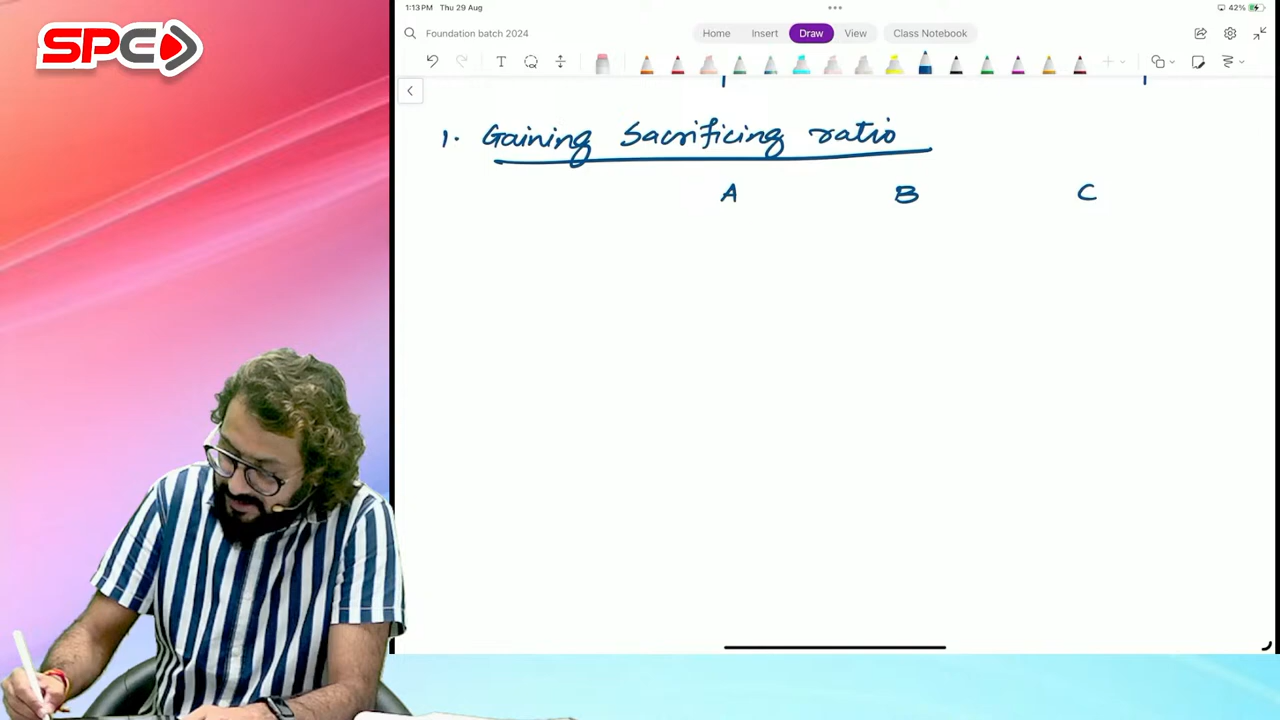 SPC
1:13 PM Thu 29 Aug
42%
Foundation batch 2024
Home Insert Draw View Class Notebook
T
1. Gaining Sacrificing ratio
A B C